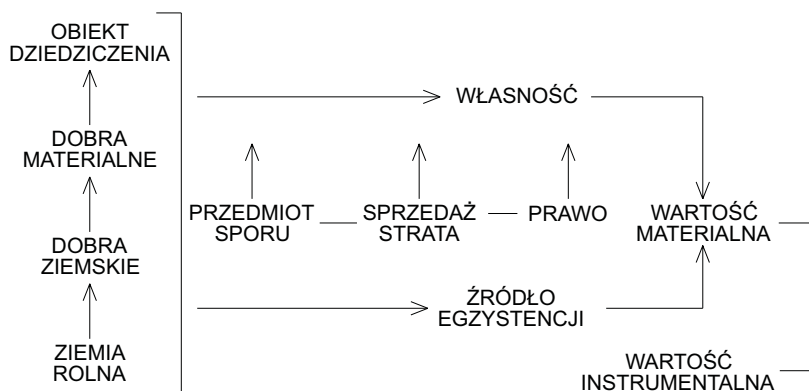 OBIEKT
DZIEDZICZENIA
WŁASNOŚĆ
DOBRA
MATERIALNE
PRZEDMIOT
SPORU
SPRZEDAŻ
STRATA
PRAWO
WARTOŚĆ
MATERIALNA
DOBRA
ZIEMSKIE
ŹRÓDŁO
EGZYSTENCJI
ZIEMIA
ROLNA
WARTOŚĆ
INSTRUMENTALNA